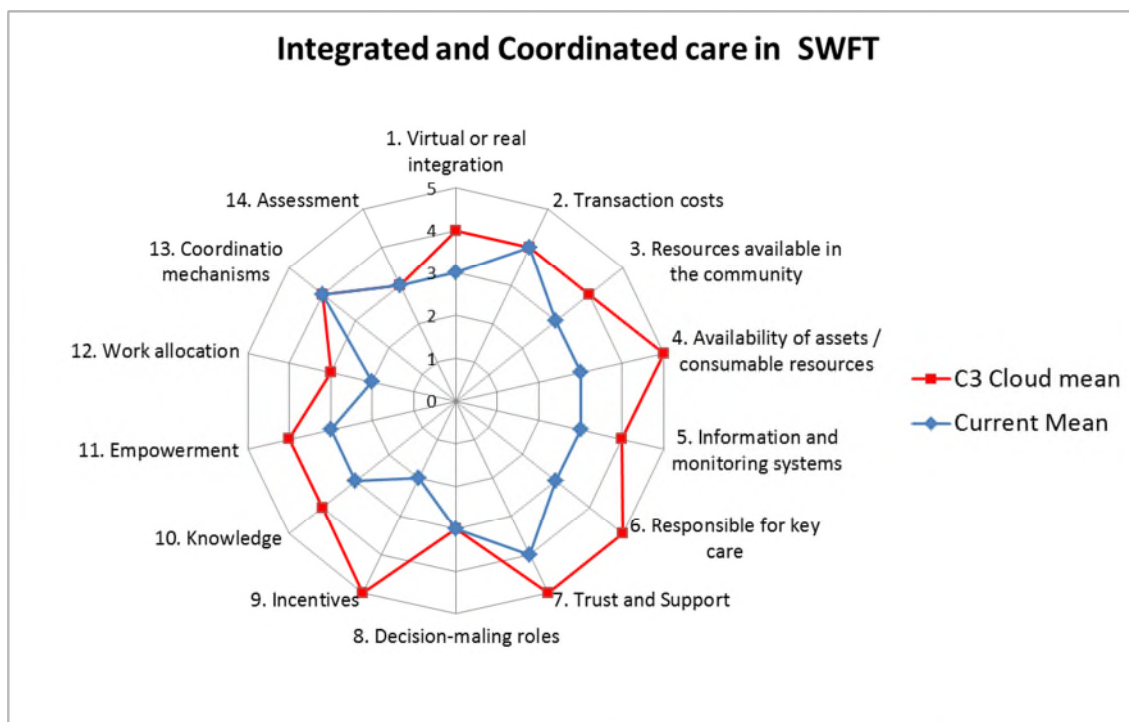 Integrated and Coordinated care in SWFT
1. Virtual or real
integration
2. Transaction costs
3. Resources available in
the community
4. Availability of assets /
consumable resources
5. Information and
monitoring systems
6. Responsible for key
care
7. Trust and Support
8. Decision-maling roles
9. Incentives
10. Knowledge
11. Empowerment
12. Work allocation
13. Coordinatio
mechanisms
14. Assessment
5
4
3
2
1
0
C3 Cloud mean
Current Mean